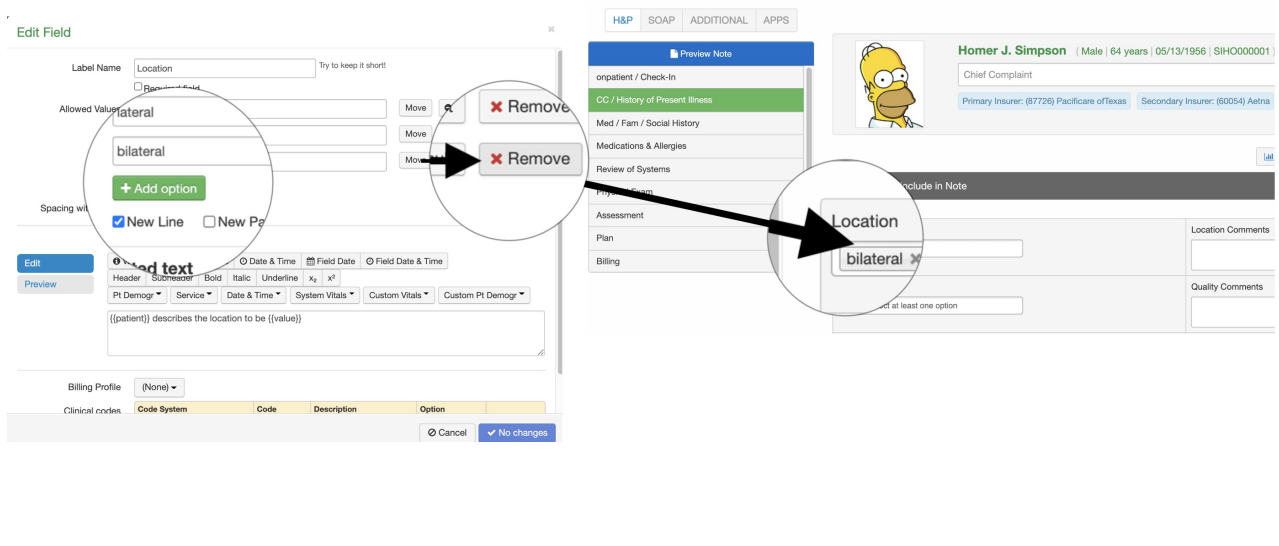 Edit Field
Label Name
Location
Try to keep it short!
Required field
Allowed Values
lateral
Move
Remove
Move
bilateral
Remove
Add option
Spacing
New Line
New
text
Edit
Date & Time
Field Date
Field Date & Time
Preview
Header
Subheader
Bold
Italic
Underline
x₂
x²
Pt Demogr
Service
Date & Time
System Vitals
Custom Vitals
Custom Pt Demogr
{{patient}} describes the location to be {{value}}
Billing Profile
(None)
Clinical codes
Code System
Code
Description
Option
Cancel
No changes
H&P
SOAP
ADDITIONAL
APPS
Preview Note
onpatient / Check-In
CC / History of Present Illness
Med / Fam / Social History
Medications & Allergies
Review of Systems
Assessment
Plan
Billing
Homer J. Simpson ( Male | 64 years | 05/13/1956 | SIHO000001 )
Chief Complaint
Primary Insurer: (87726) Pacificare ofTexas
Secondary Insurer: (60054) Aetna
include in Note
Location
bilateral
Location Comments
at least one option
Quality Comments